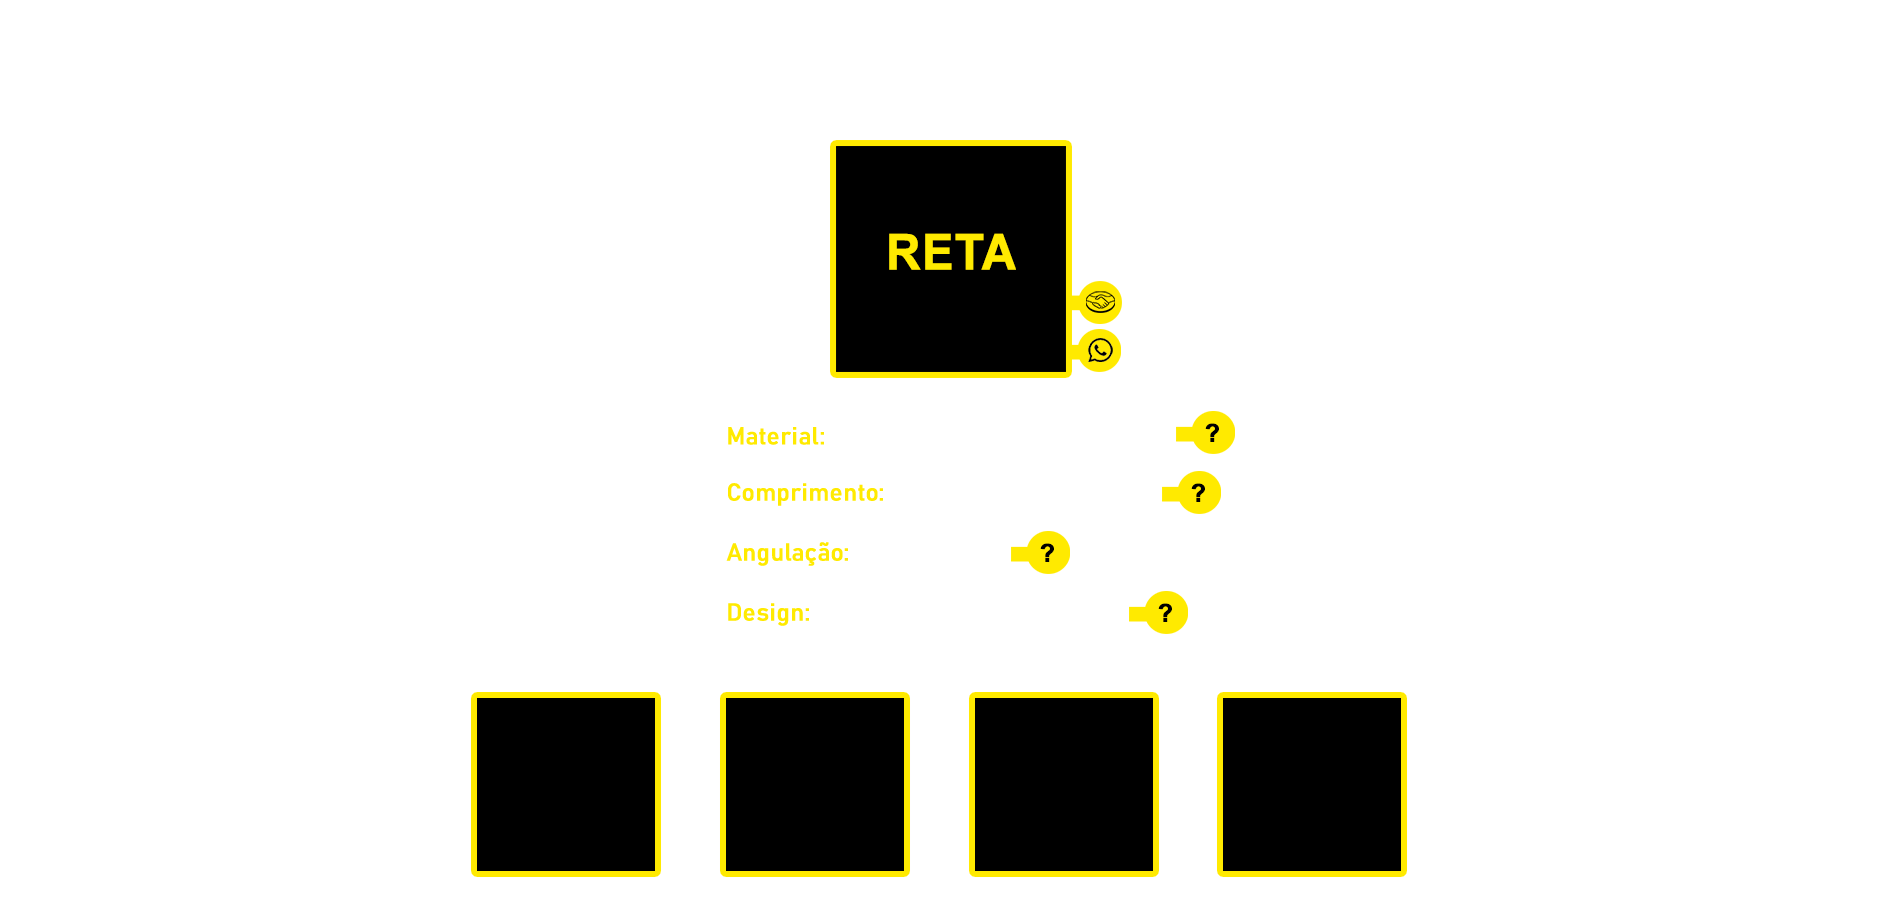 RETA
Material:
?
Comprimento:
?
Angulação:
?
Design:
?